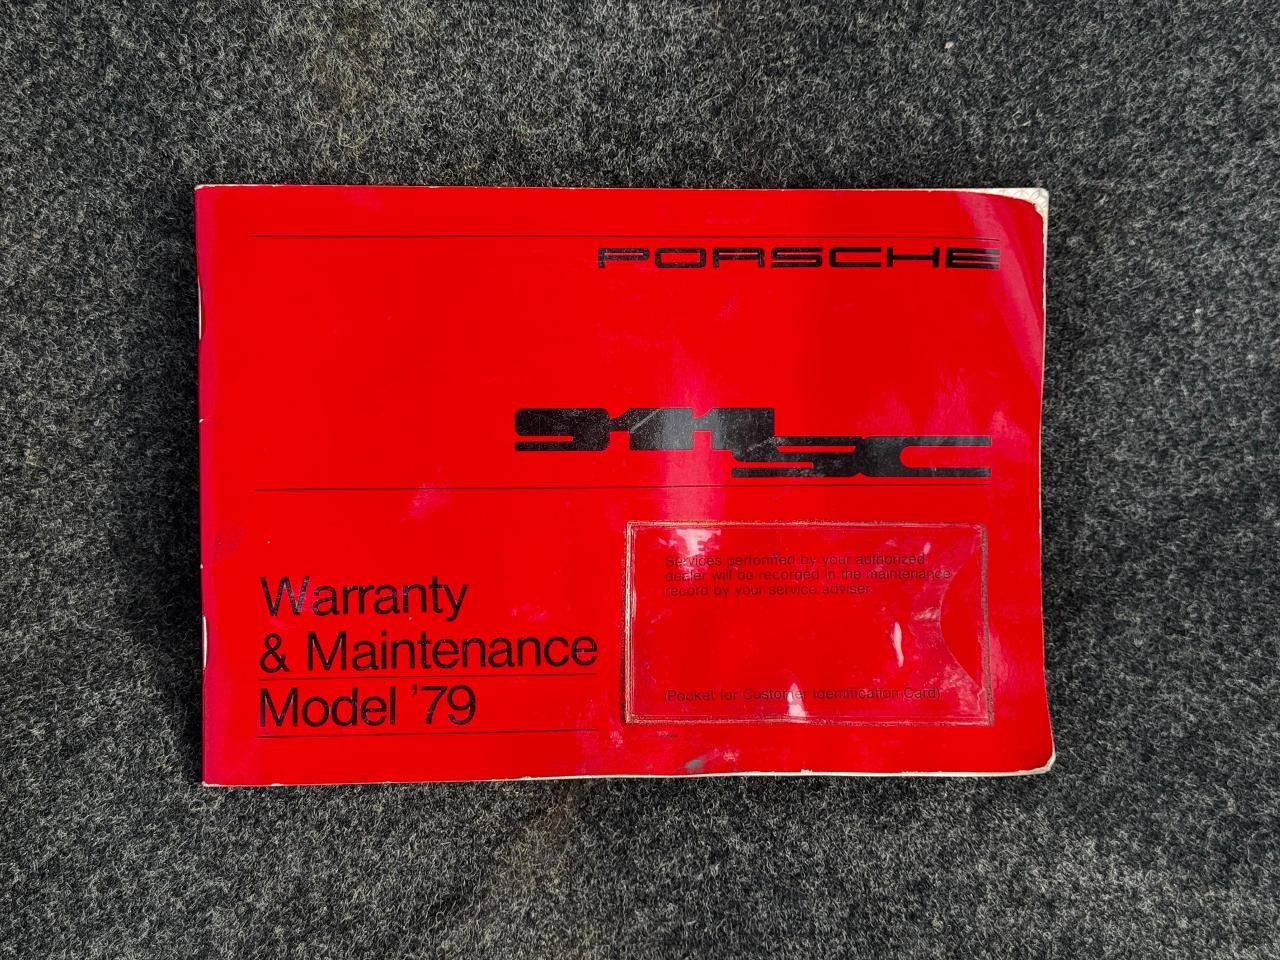 PORSCHE
911SC
Warranty
& Maintenance
Model '79
Services performed by your authorized
dealer will be recorged in the maintenance
record by your service adviser.
(Pocket for Customer Identification Card)